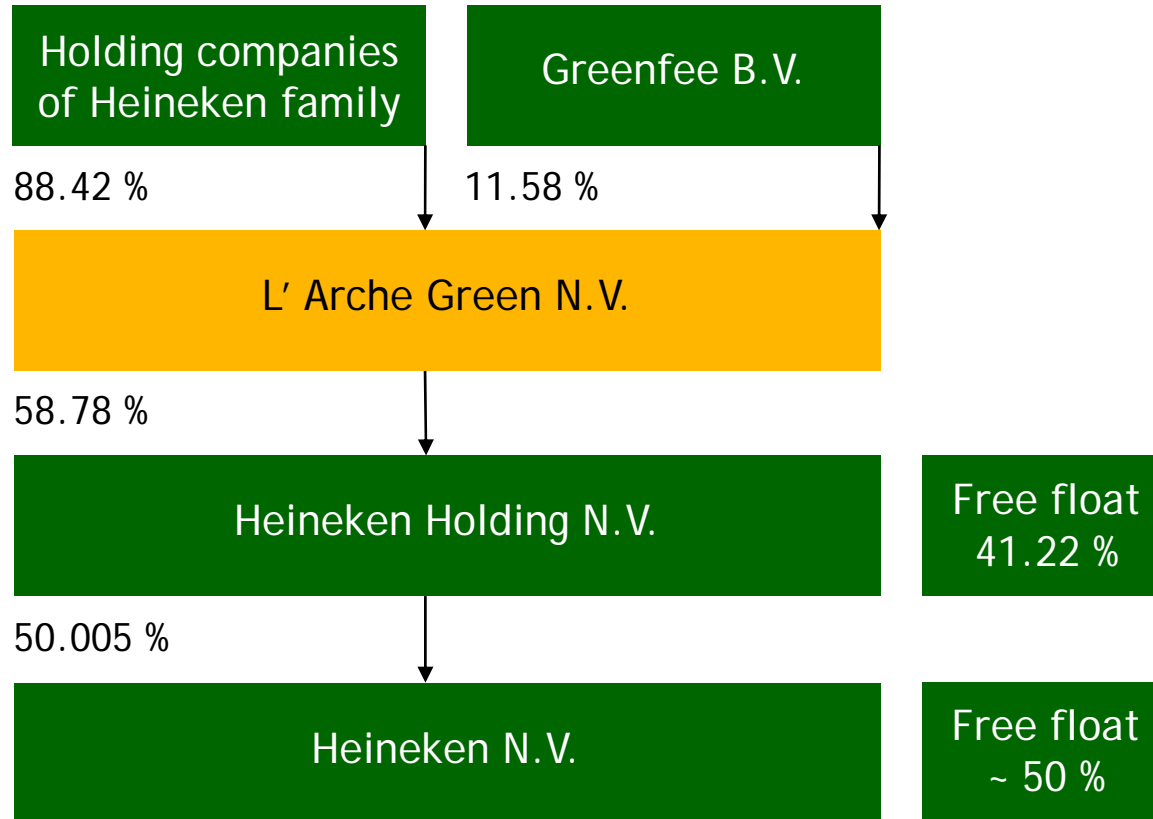 Holding companies
of Heineken family
Greenfee B.V.
88.42 %
11.58 %
L' Arche Green N.V.
58.78 %
Heineken Holding N.V.
Free float
41.22 %
50.005 %
Heineken N.V.
Free float
~ 50 %